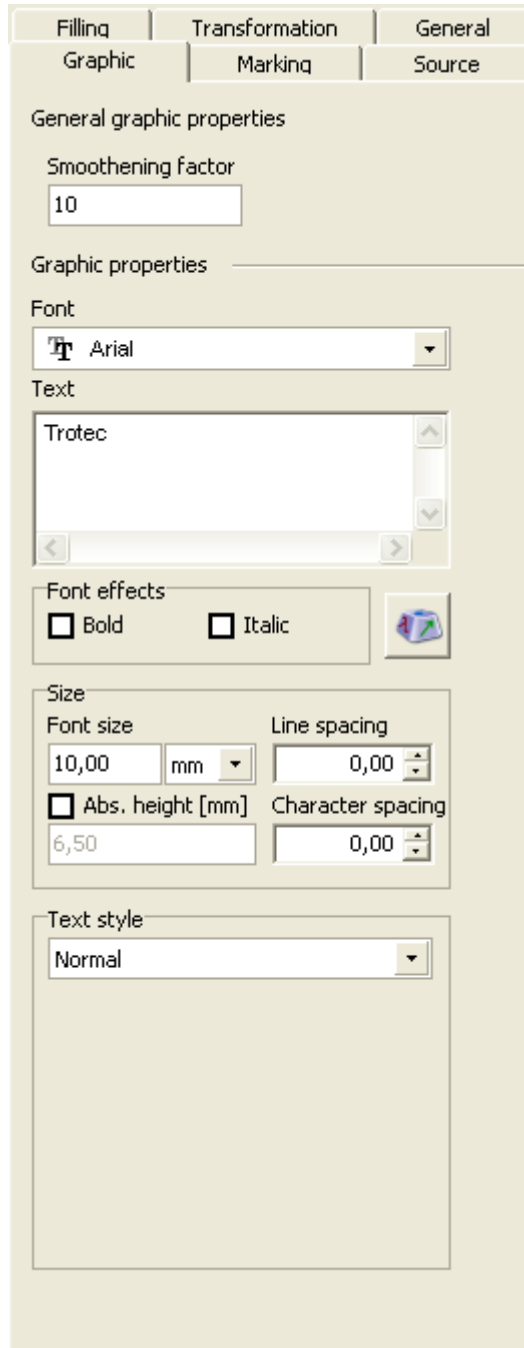 Filling Transformation General
Graphic Marking Source
General graphic properties
Smoothening factor
10
Graphic properties
Font
Arial
Text
Trotec
Font effects
Bold Italic
Size
Font size Line spacing
10,00 mm 0,00
Abs. height [mm] Character spacing
6,50 0,00
Text style
Normal